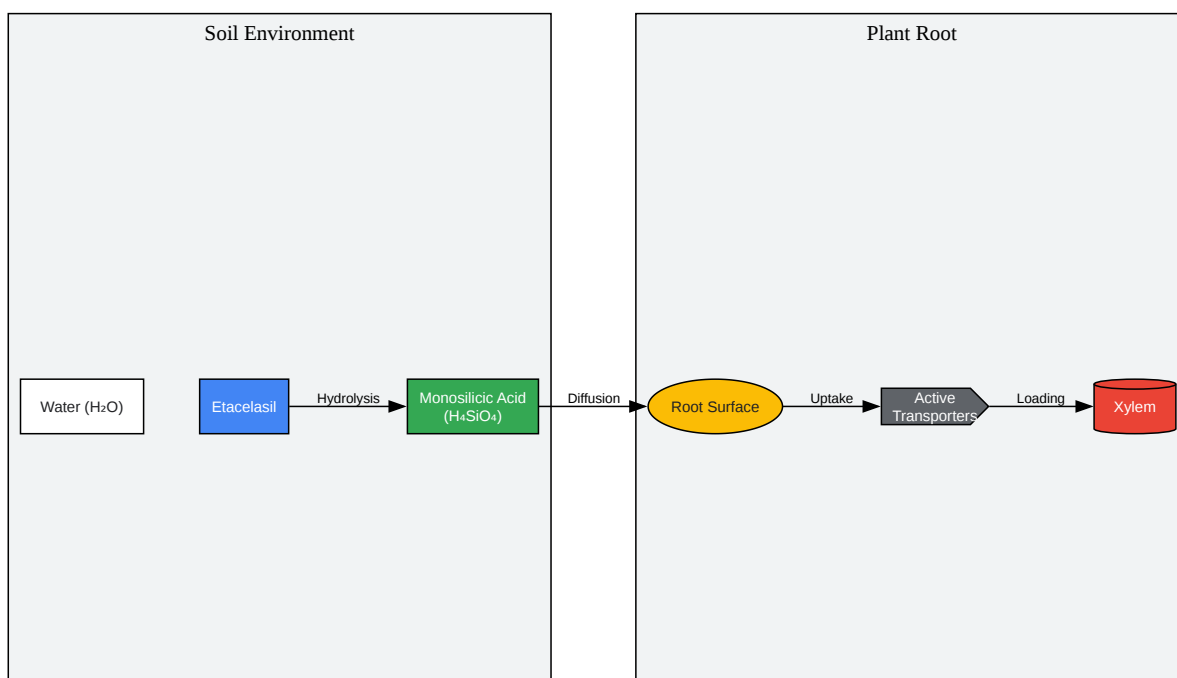 Soil Environment
Plant Root
Water (H₂O)
Etacelasil
Hydrolysis
Monosilicic Acid
(H₄SiO₄)
Diffusion
Root Surface
Uptake
Active
Transporters
Loading
Xylem